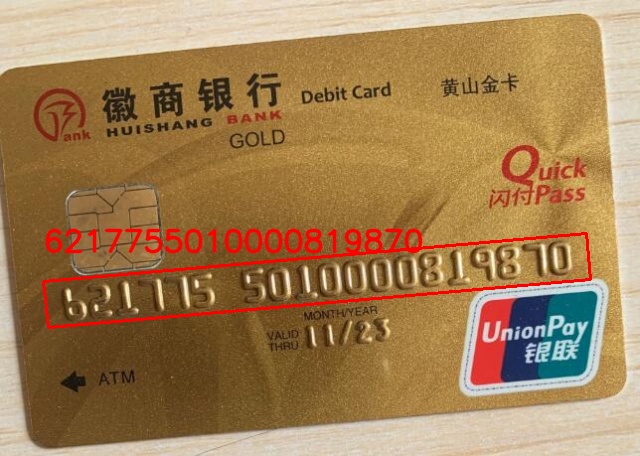 徽商银行 Debit Card 黄山金卡
Bank HUISHANG BANK
GOLD
Quick
闪付Pass
6217755010000819870
621775 5010000819870
MONTH/YEAR
VALID THRU 11/23
UnionPay
银联
ATM